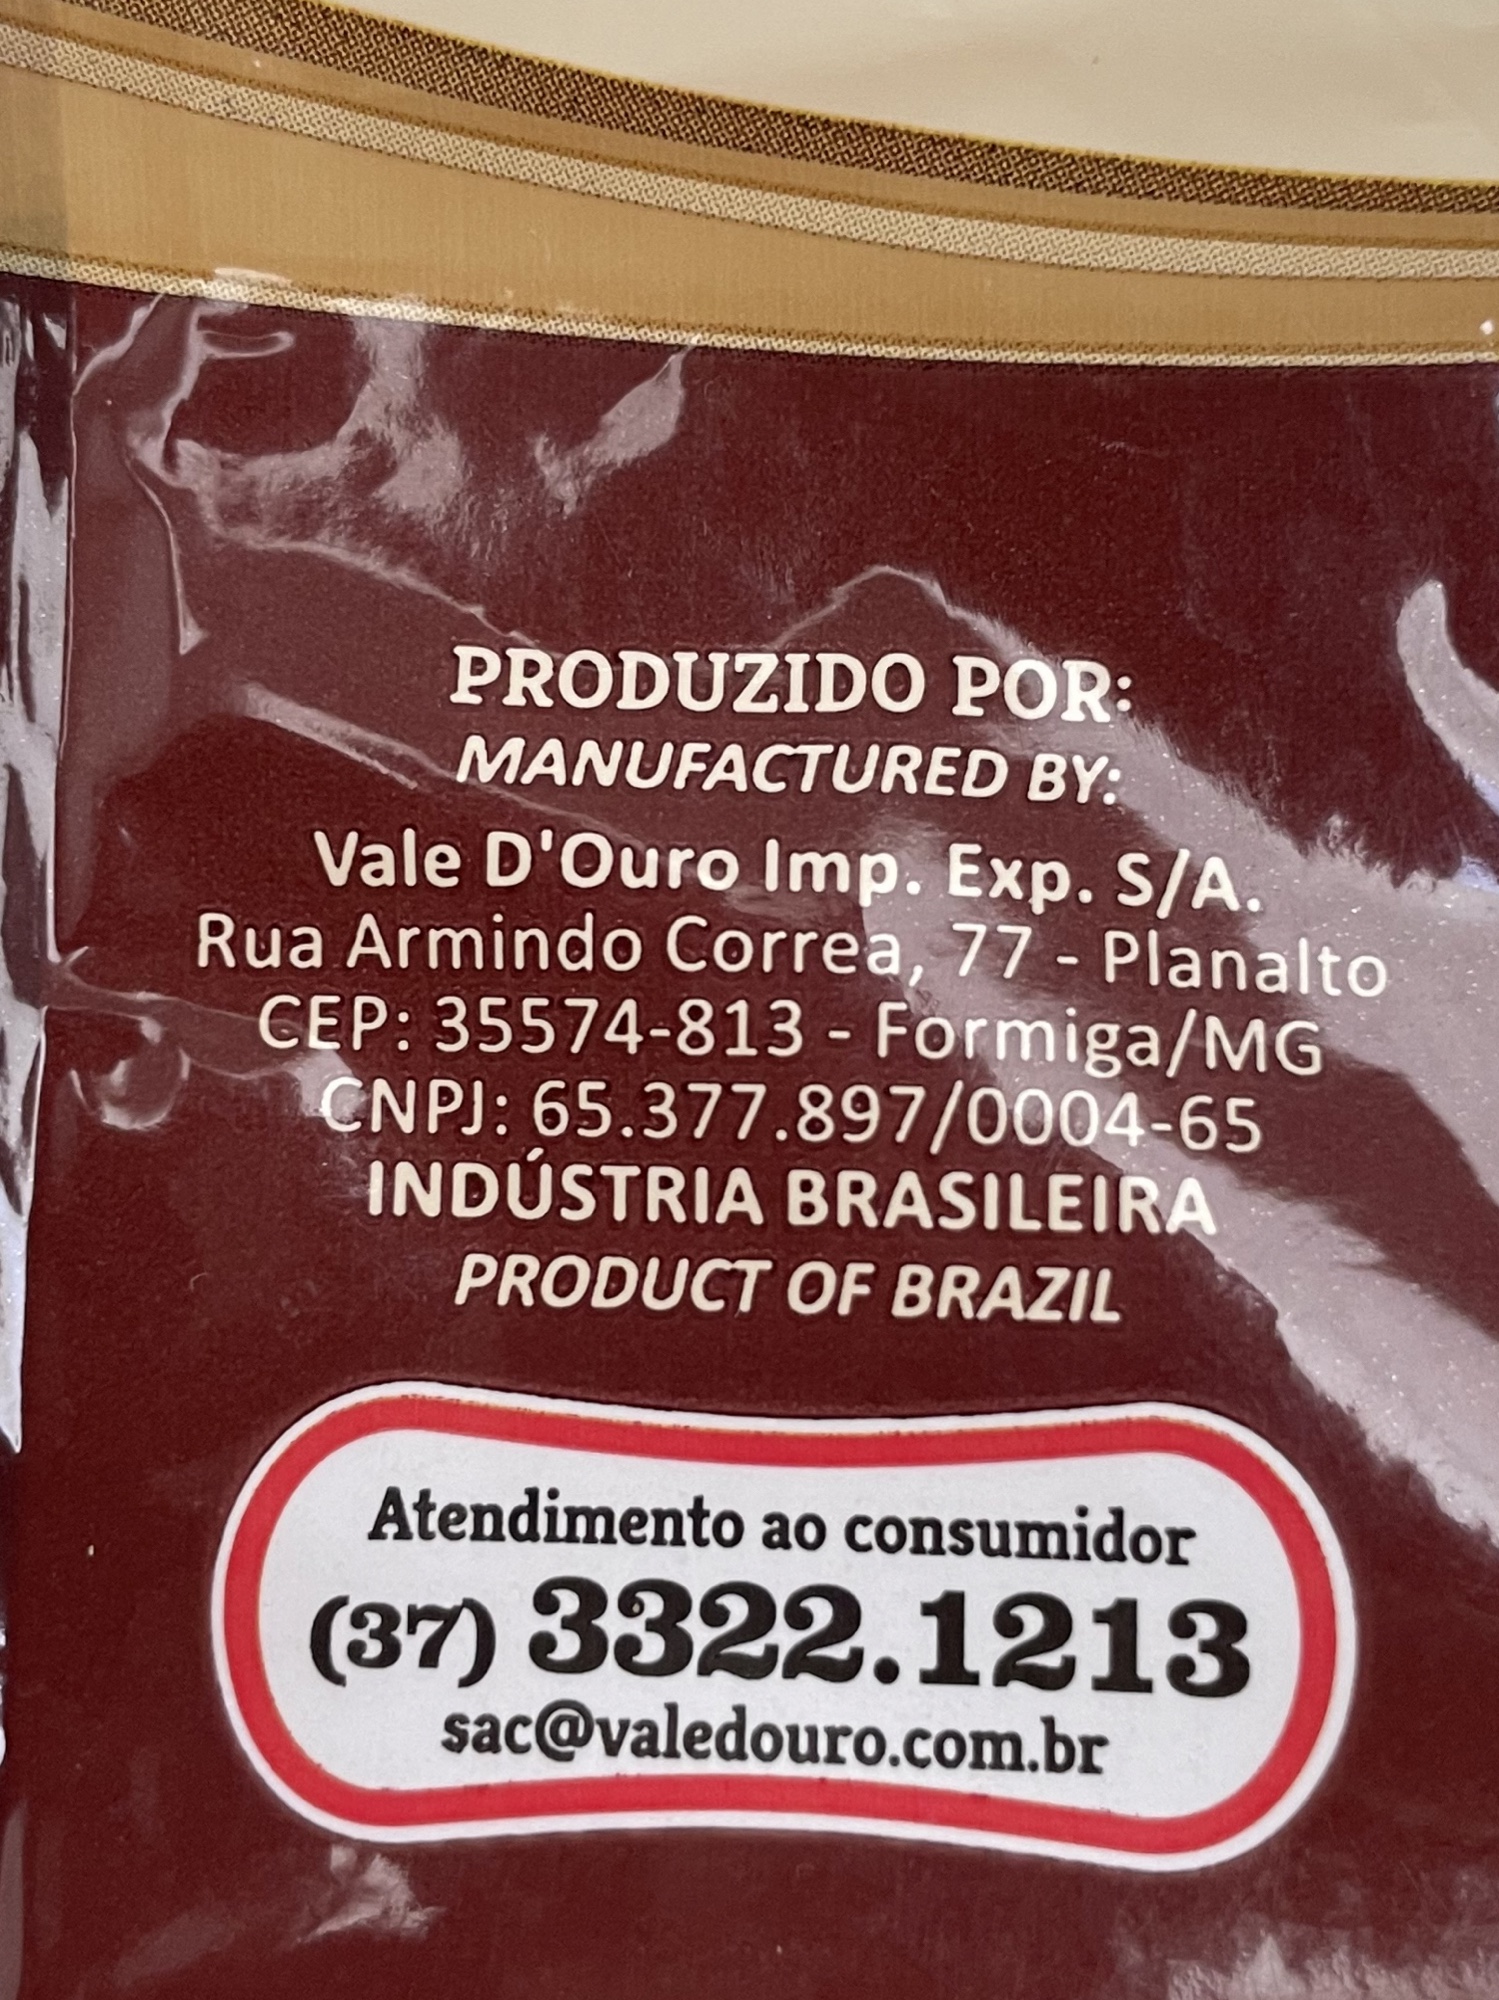 PRODUZIDO POR:
MANUFACTURED BY:
Vale D'Ouro Imp. Exp. S/A.
Rua Armindo Correa, 77 - Planalto
CEP: 35574-813 - Formiga/MG
CNPJ: 65.377.897/0004-65
INDÚSTRIA BRASILEIRA
PRODUCT OF BRAZIL
Atendimento ao consumidor
(37) 3322.1213
sac@valedouro.com.br